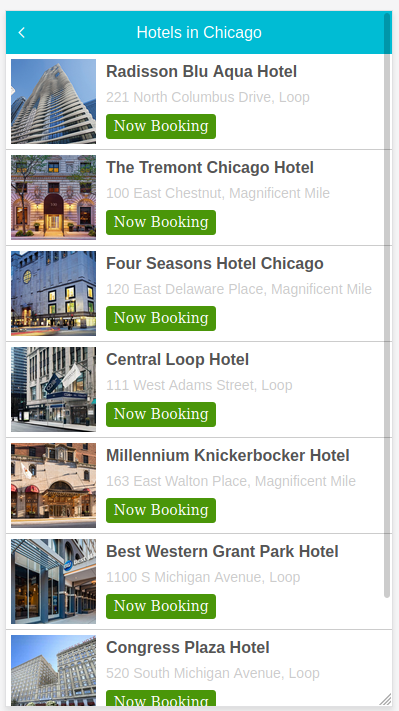 Hotels in Chicago
Radisson Blu Aqua Hotel
221 North Columbus Drive, Loop
Now Booking
The Tremont Chicago Hotel
100 East Chestnut, Magnificent Mile
Now Booking
Four Seasons Hotel Chicago
120 East Delaware Place, Magnificent Mile
Now Booking
Central Loop Hotel
111 West Adams Street, Loop
Now Booking
Millennium Knickerbocker Hotel
163 East Walton Place, Magnificent Mile
Now Booking
Best Western Grant Park Hotel
1100 S Michigan Avenue, Loop
Now Booking
Congress Plaza Hotel
520 South Michigan Avenue, Loop
Now Booking